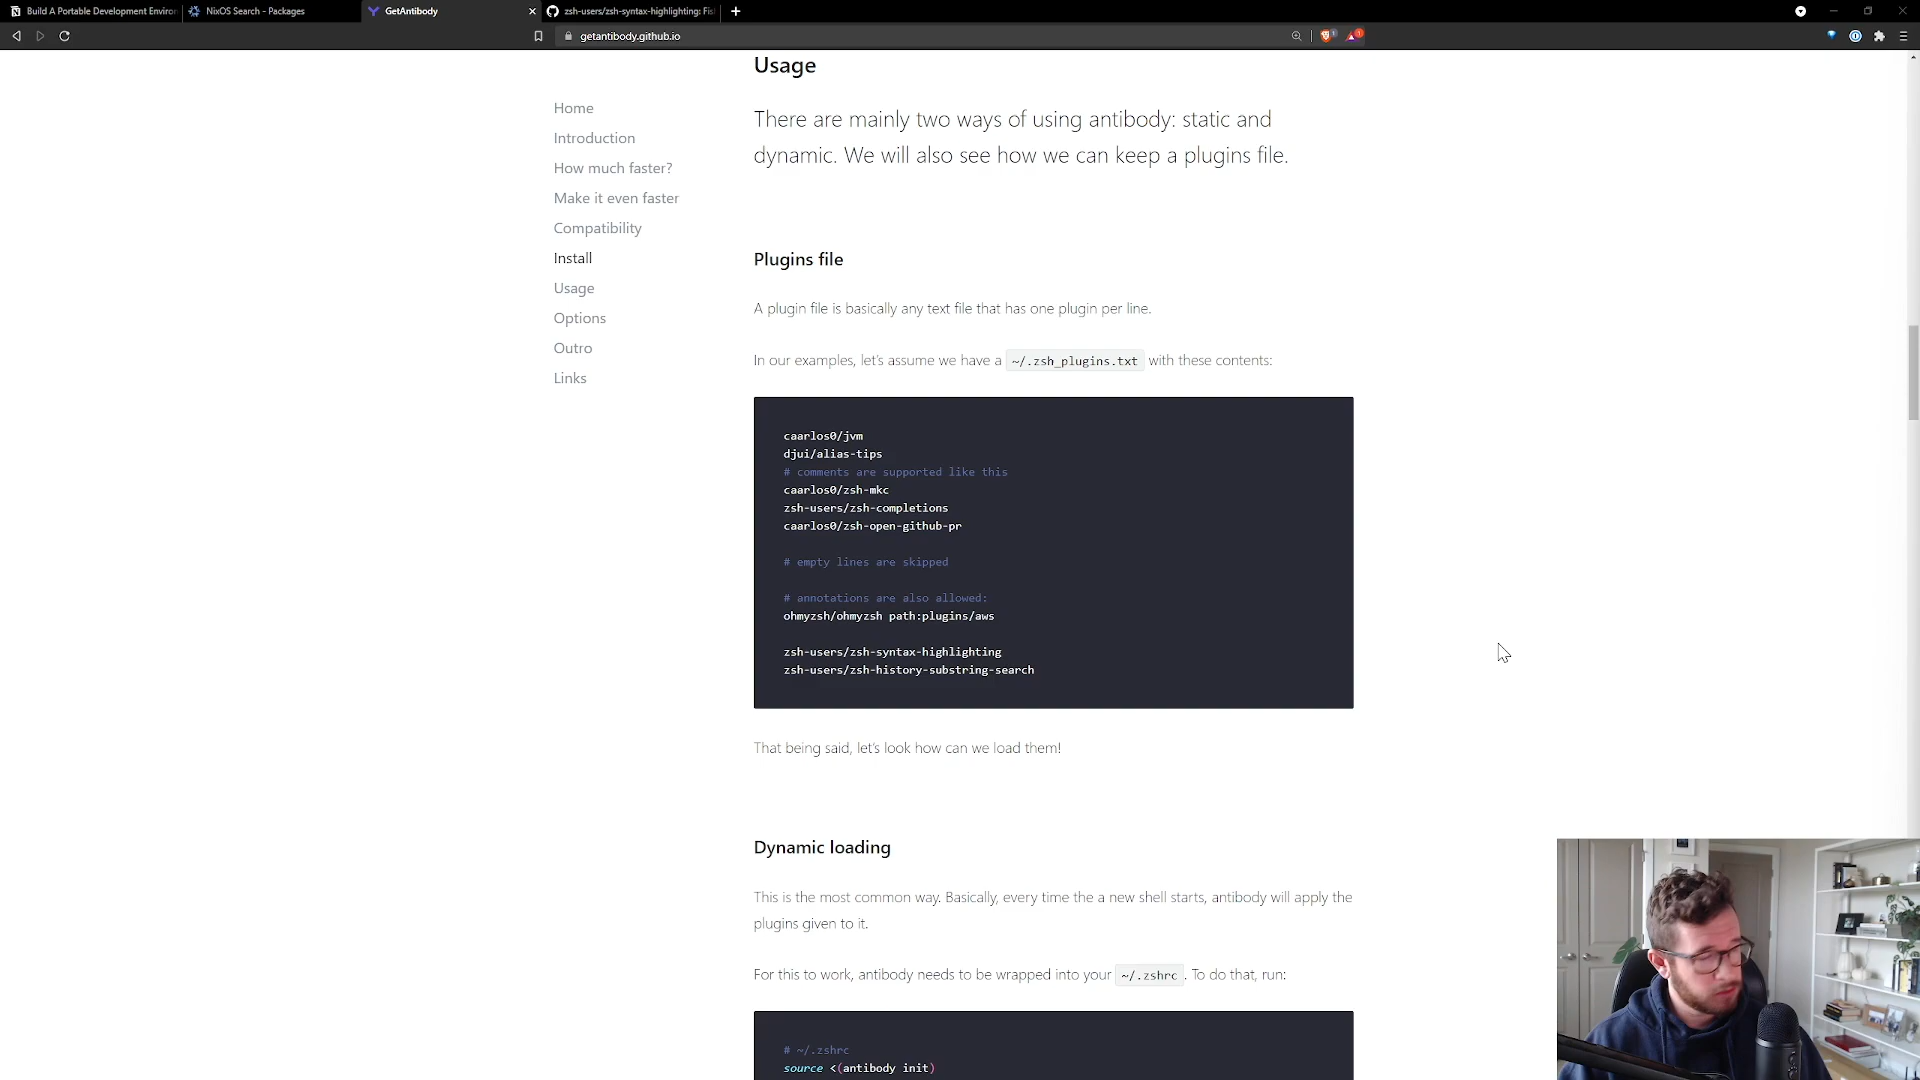 Build A Portable Development Environ
NixOS Search - Packages
GetAntibody
zsh-users/zsh-syntax-highlighting: Fis
getantibody.github.io
Usage
There are mainly two ways of using antibody: static and
dynamic. We will also see how we can keep a plugins file.
Home
Introduction
How much faster?
Make it even faster
Compatibility
Install
Usage
Options
Outro
Links
Plugins file
A plugin file is basically any text file that has one plugin per line.
In our examples, let's assume we have a ~/.zsh_plugins.txt with these contents:
caarlos0/jvm
djui/alias-tips
# comments are supported like this
caarlos0/zsh-mkc
zsh-users/zsh-completions
caarlos0/zsh-open-github-pr
# empty lines are skipped
# annotations are also allowed:
ohmyzsh/ohmyzsh path:plugins/aws
zsh-users/zsh-syntax-highlighting
zsh-users/zsh-history-substring-search
That being said, let's look how can we load them!
Dynamic loading
This is the most common way. Basically, every time the a new shell starts, antibody will apply the
plugins given to it.
For this to work, antibody needs to be wrapped into your ~/.zshrc . To do that, run:
# ~/.zshrc
source <(antibody init)